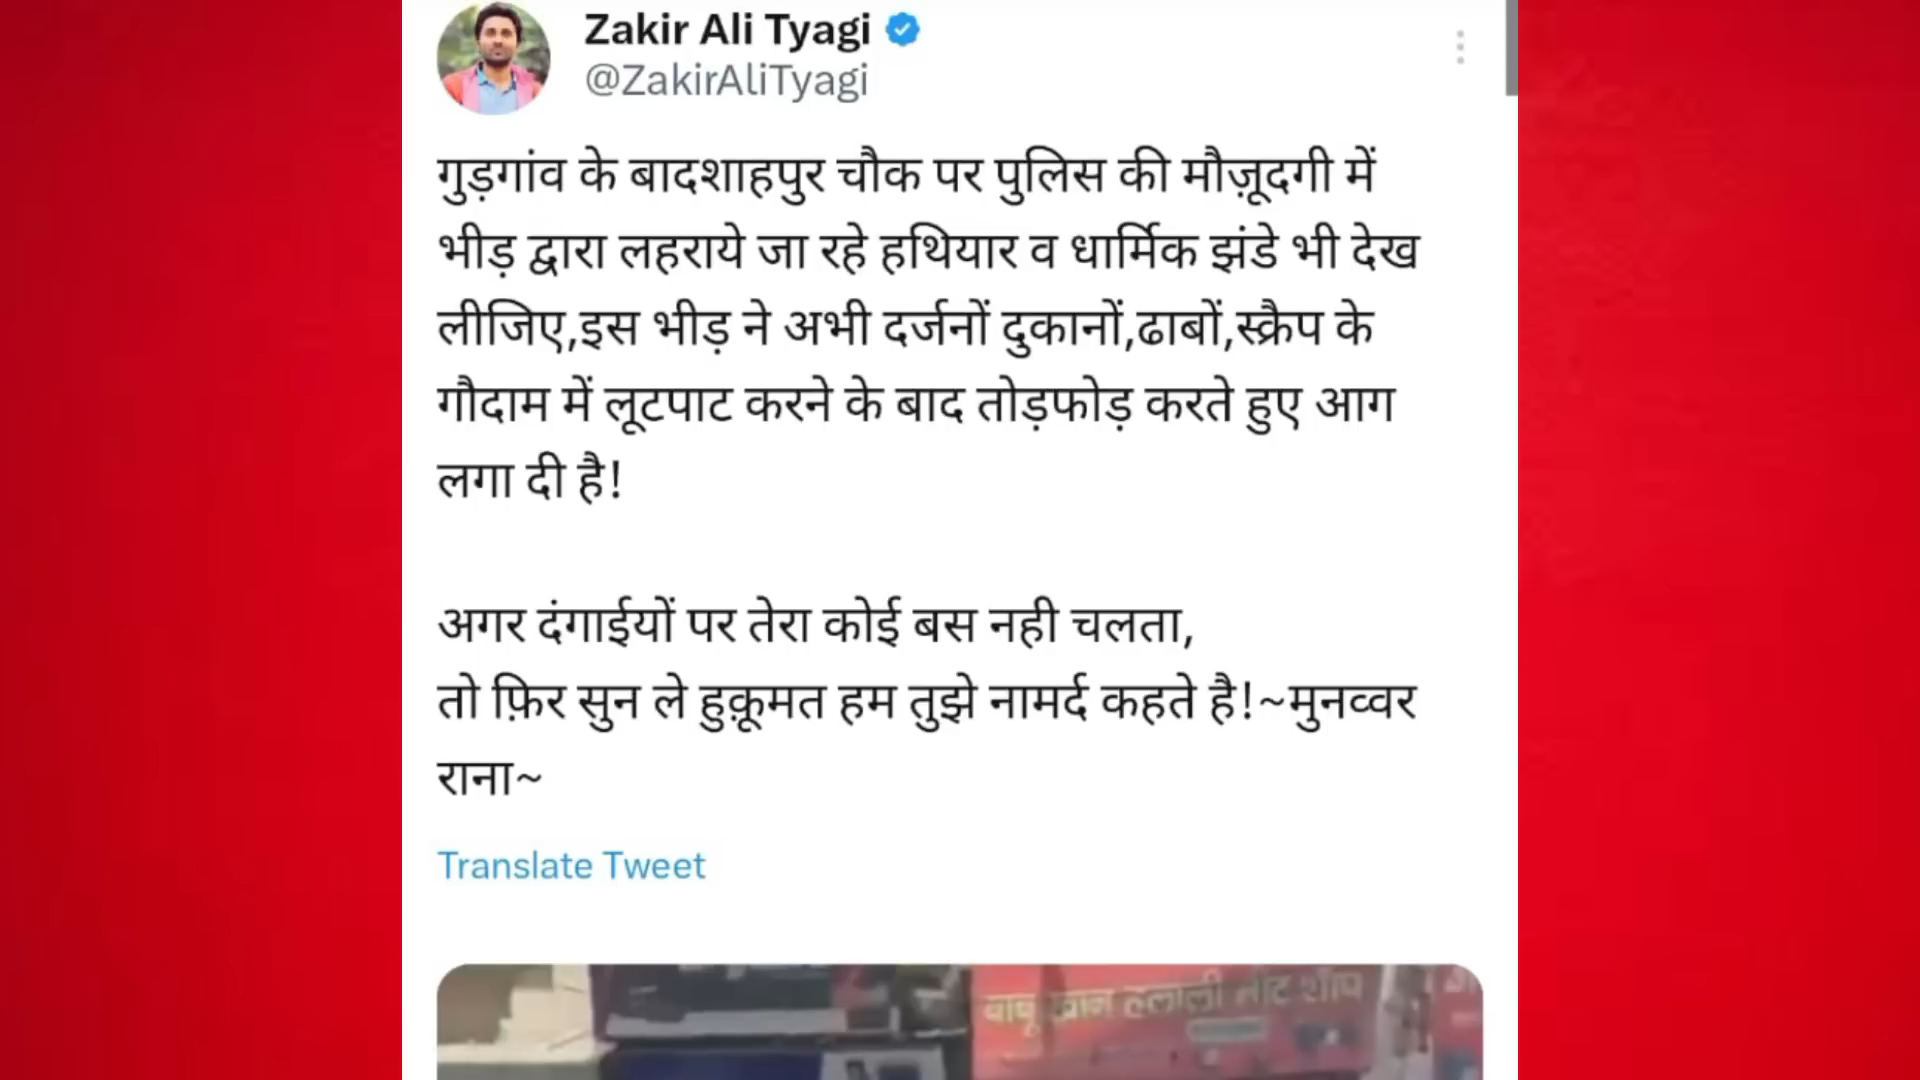 Zakir Ali Tyagi
@ZakirAliTyagi
गुड़गांव के बादशाहपुर चौक पर पुलिस की मौज़ूदगी में
भीड़ द्वारा लहराये जा रहे हथियार व धार्मिक झंडे भी देख
लीजिए,इस भीड़ ने अभी दर्जनों दुकानों,ढाबों,स्क्रैप के
गौदाम में लूटपाट करने के बाद तोड़फोड़ करते हुए आग
लगा दी है!
अगर दंगाईयों पर तेरा कोई बस नही चलता,
तो फ़िर सुन ले हुक़ूमत हम तुझे नामर्द कहते है!~मुनव्वर
राना~
Translate Tweet
खान हलाली मीट शॉप